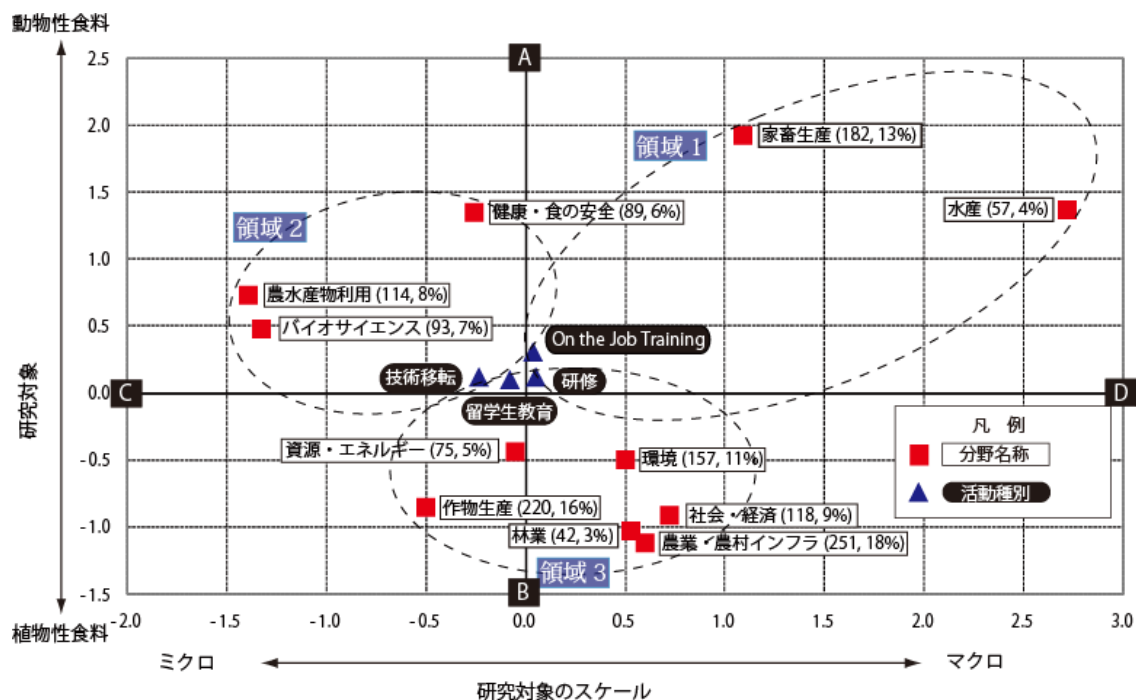 動物性食料
2.5
A
2.0
家畜生産 (182, 13%)
領域 1
1.5
健康・食の安全 (89, 6%)
水産 (57, 4%)
領域 2
1.0
農水産物利用 (114, 8%)
0.5
バイオサイエンス (93, 7%)
On the Job Training
技術移転
研修
0.0
C
D
留学生教育
研究対象
凡 例
資源・エネルギー (75, 5%)
-0.5
環境 (157, 11%)
分野名称
活動種別
作物生産 (220, 16%)
社会・経済 (118, 9%)
-1.0
林業 (42, 3%)
農業・農村インフラ (251, 18%)
領域 3
B
-1.5
植物性食料
-2.0 -1.5 -1.0 -0.5 0.0 0.5 1.0 1.5 2.0 2.5 3.0
ミクロ
マクロ
研究対象のスケール